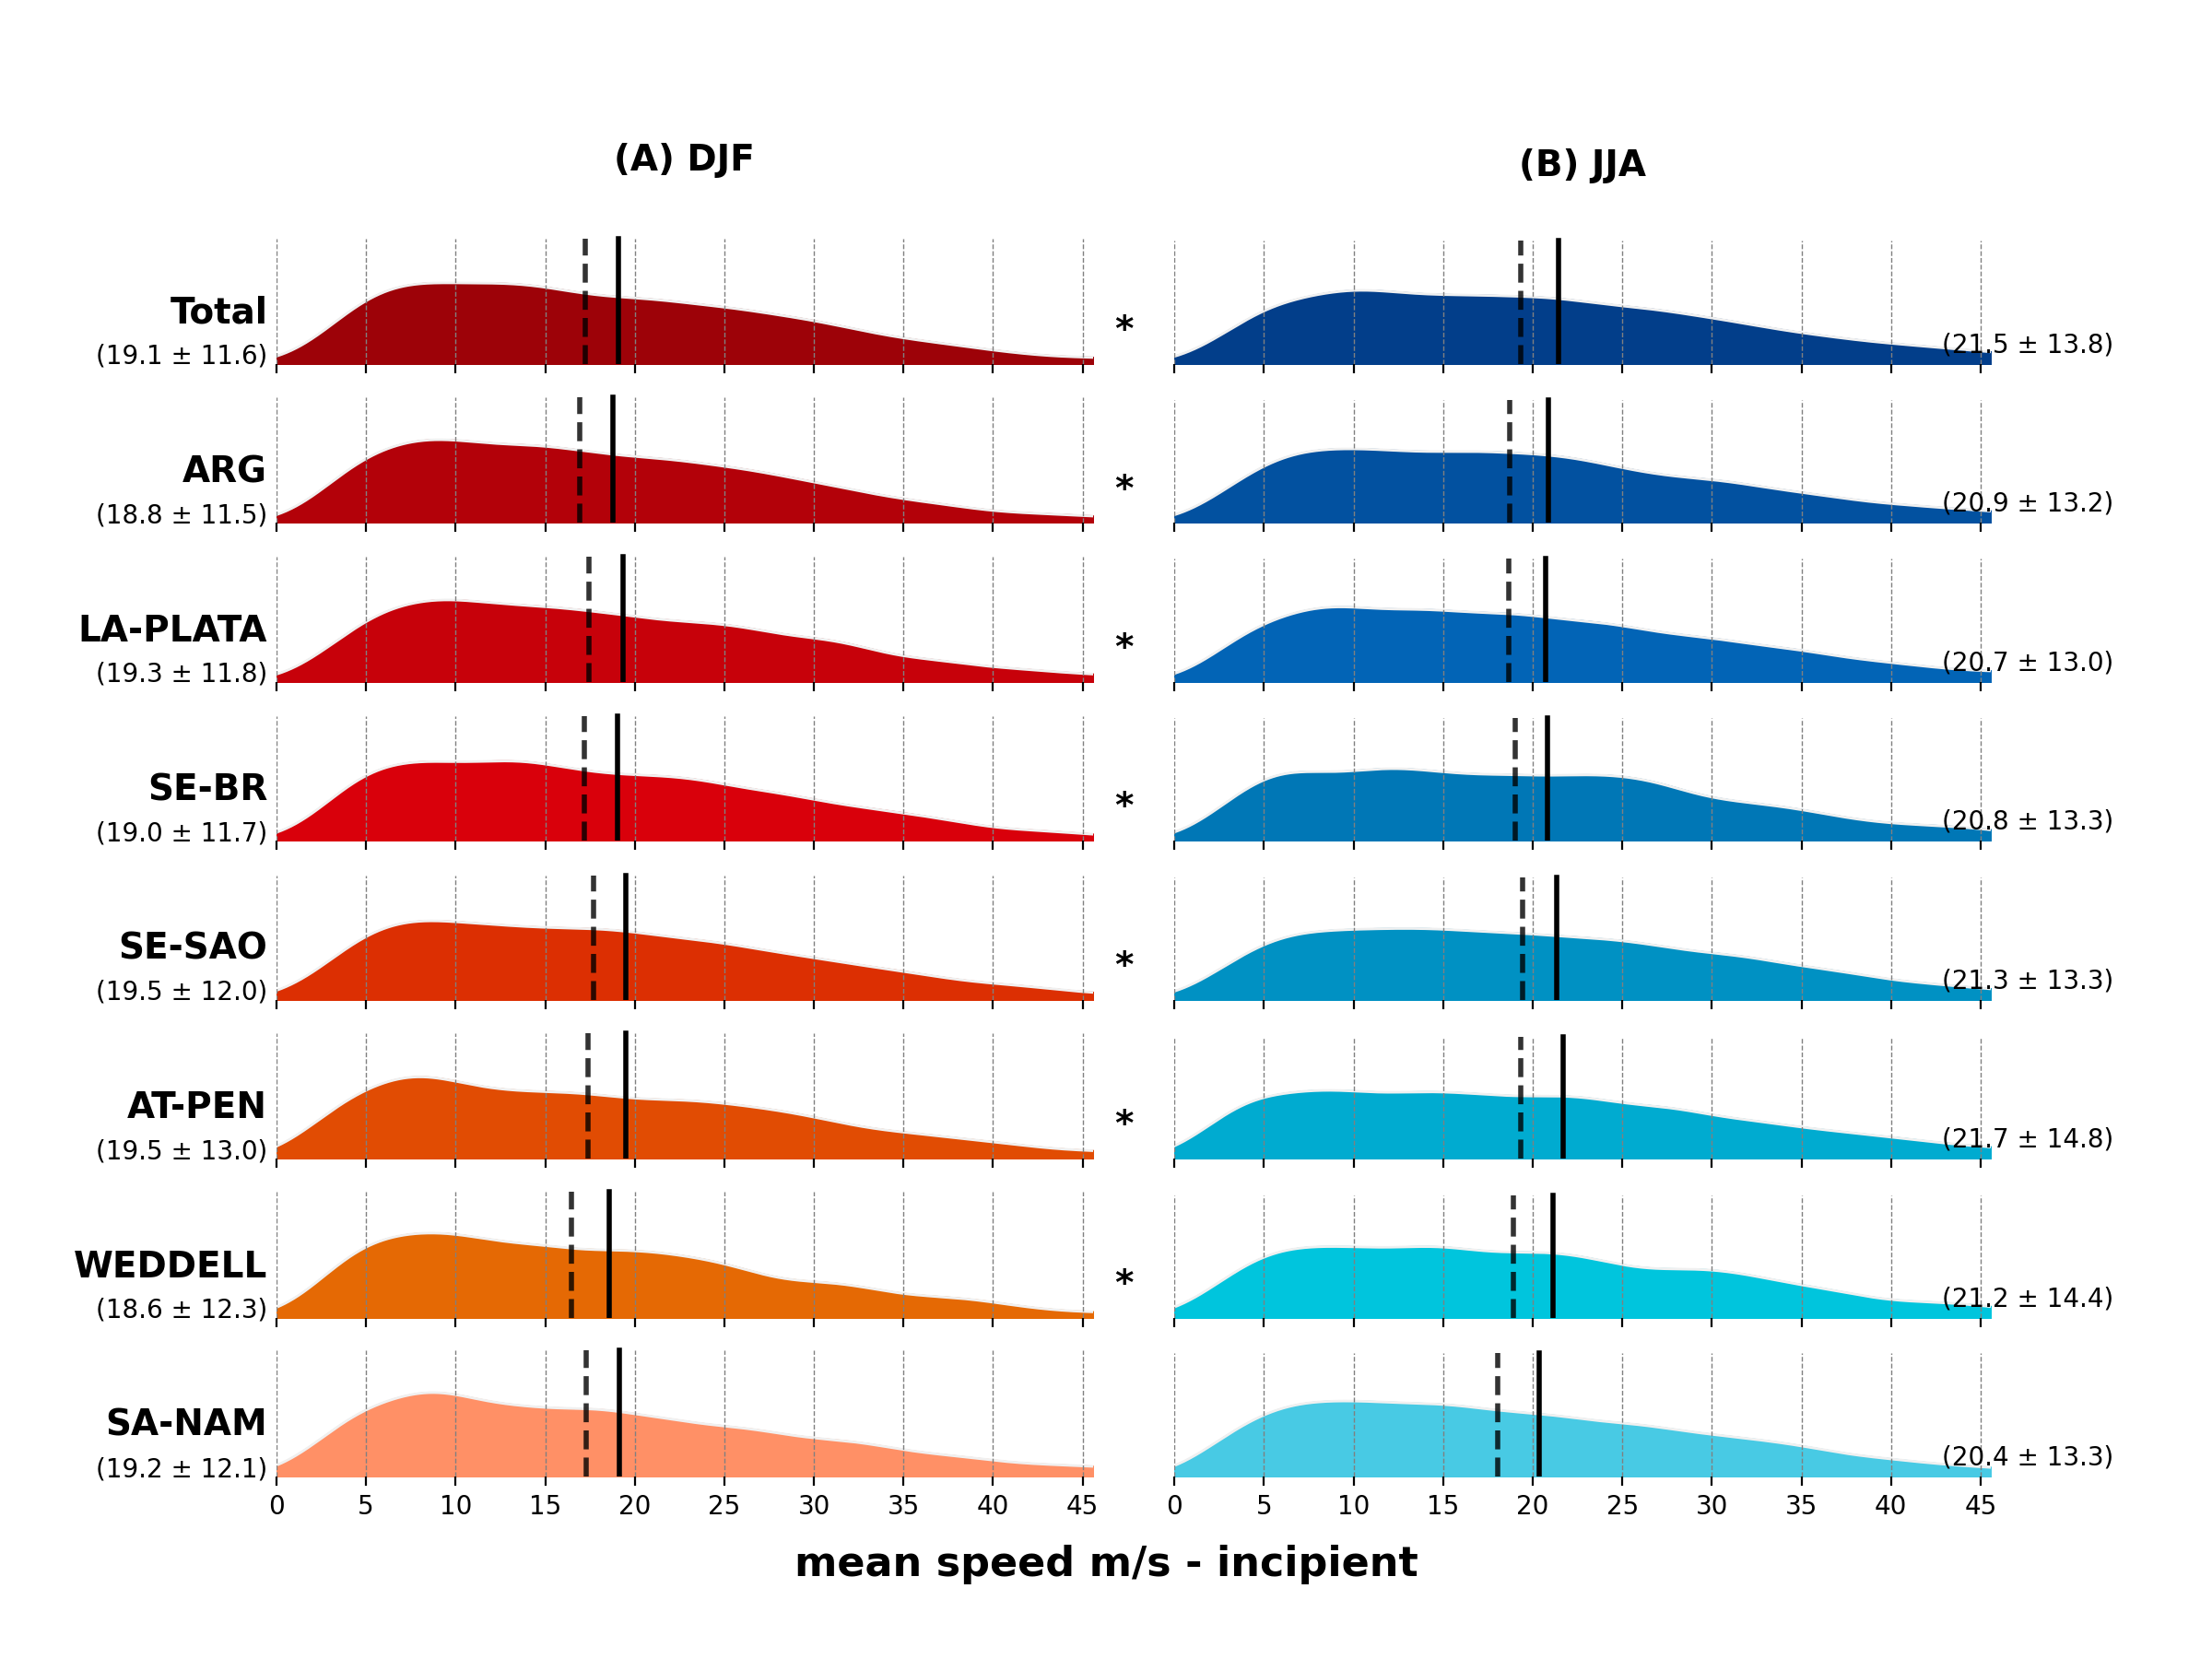 (A) DJF
(B) JJA
Total
(19.1 ± 11.6)
*
(21.5 ± 13.8)
ARG
(18.8 ± 11.5)
*
(20.9 ± 13.2)
LA-PLATA
(19.3 ± 11.8)
*
(20.7 ± 13.0)
SE-BR
(19.0 ± 11.7)
*
(20.8 ± 13.3)
SE-SAO
(19.5 ± 12.0)
*
(21.3 ± 13.3)
AT-PEN
(19.5 ± 13.0)
*
(21.7 ± 14.8)
WEDDELL
(18.6 ± 12.3)
*
(21.2 ± 14.4)
SA-NAM
(19.2 ± 12.1)
(20.4 ± 13.3)
0 5 10 15 20 25 30 35 40 45
0 5 10 15 20 25 30 35 40 45
mean speed m/s - incipient